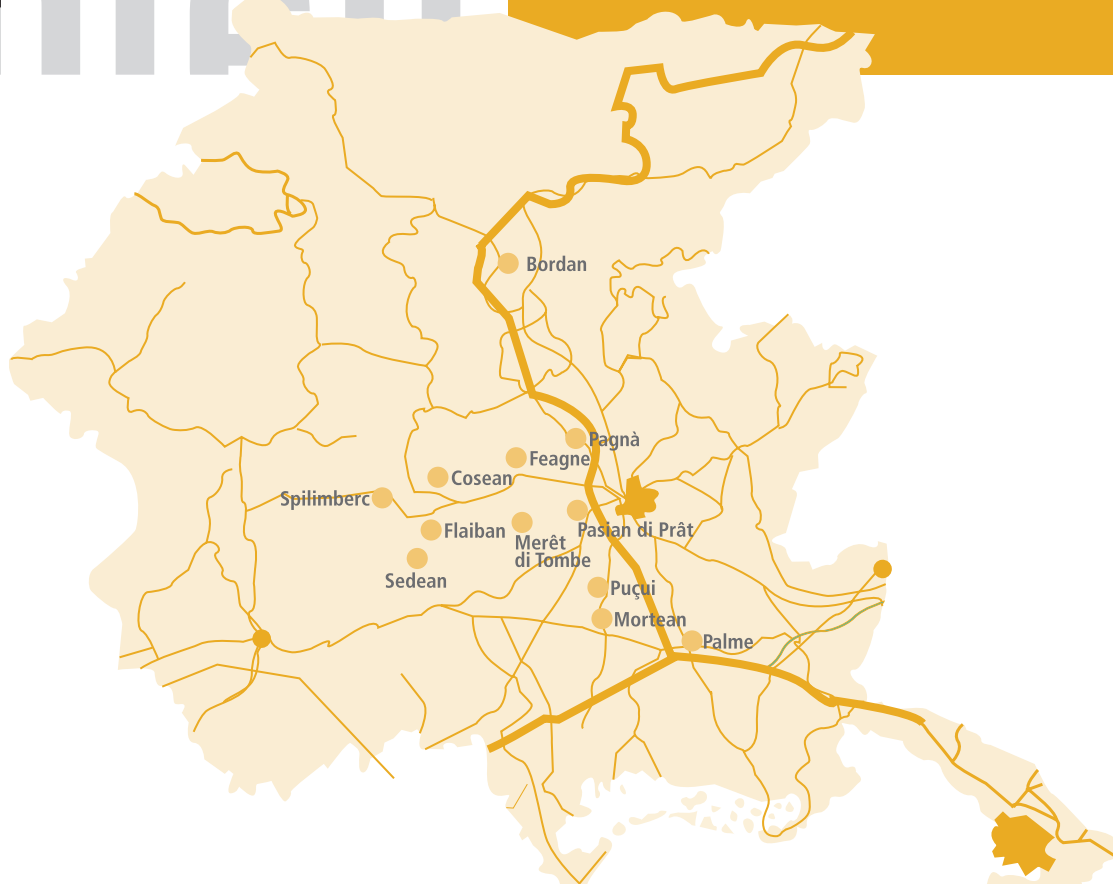 Bordan
Pagnà
Feagne
Cosean
Spilimberc
Flaiban
Merêt
di Tombe
Pasian di Prât
Sedean
Puçui
Mortean
Palme